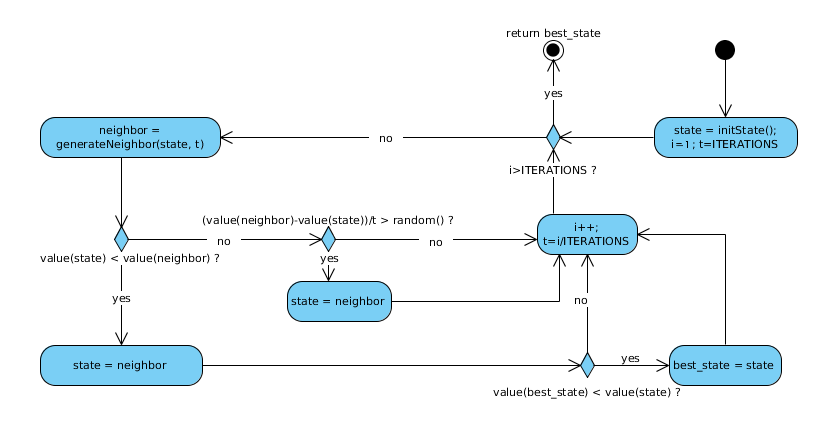 return best_state
yes
neighbor =
generateNeighbor(state, t)
no
state = initState();
i=1; t=ITERATIONS
i>ITERATIONS ?
(value(neighbor)-value(state))/t > random() ?
i++;
t=i/ITERATIONS
no
no
value(state) < value(neighbor) ?
yes
yes
state = neighbor
no
state = neighbor
yes
best_state = state
value(best_state) < value(state) ?